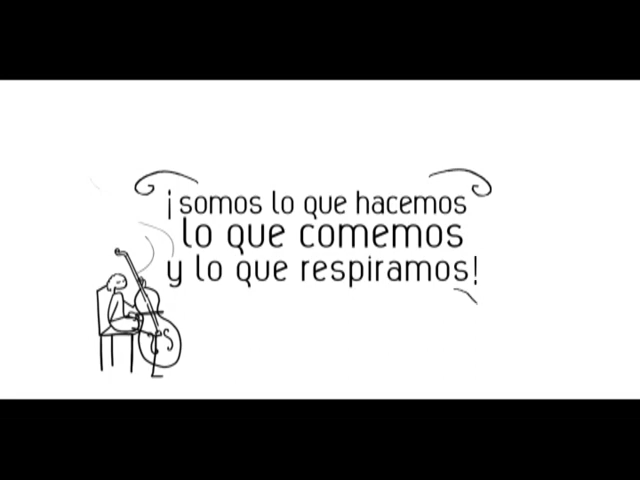 ¡somos lo que hacemos
lo que comemos
y lo que respiramos!